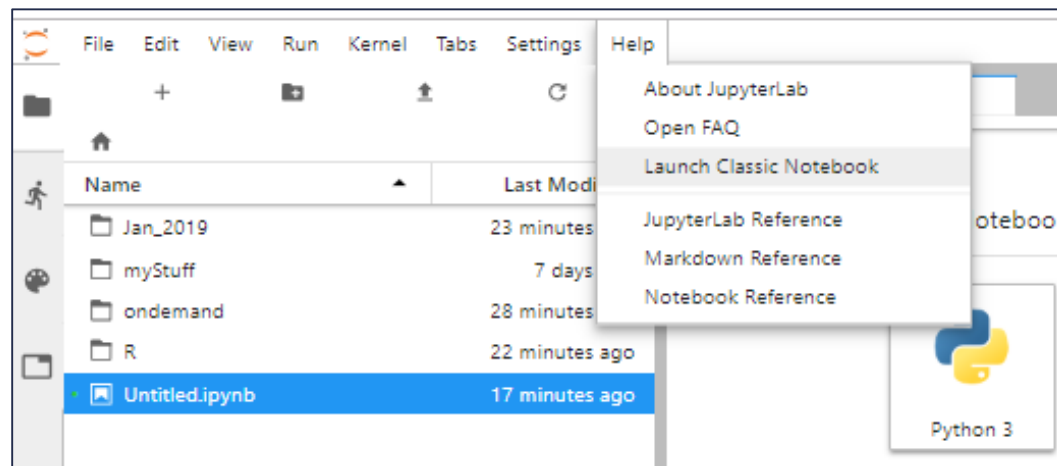 File Edit View Run Kernel Tabs Settings Help
About JupyterLab
Open FAQ
Launch Classic Notebook
JupyterLab Reference
Markdown Reference
Notebook Reference
Name Last Modi
Jan_2019 23 minutes
myStuff 7 days
ondemand 28 minutes
R 22 minutes ago
Untitled.ipynb 17 minutes ago
oteboo
Python 3